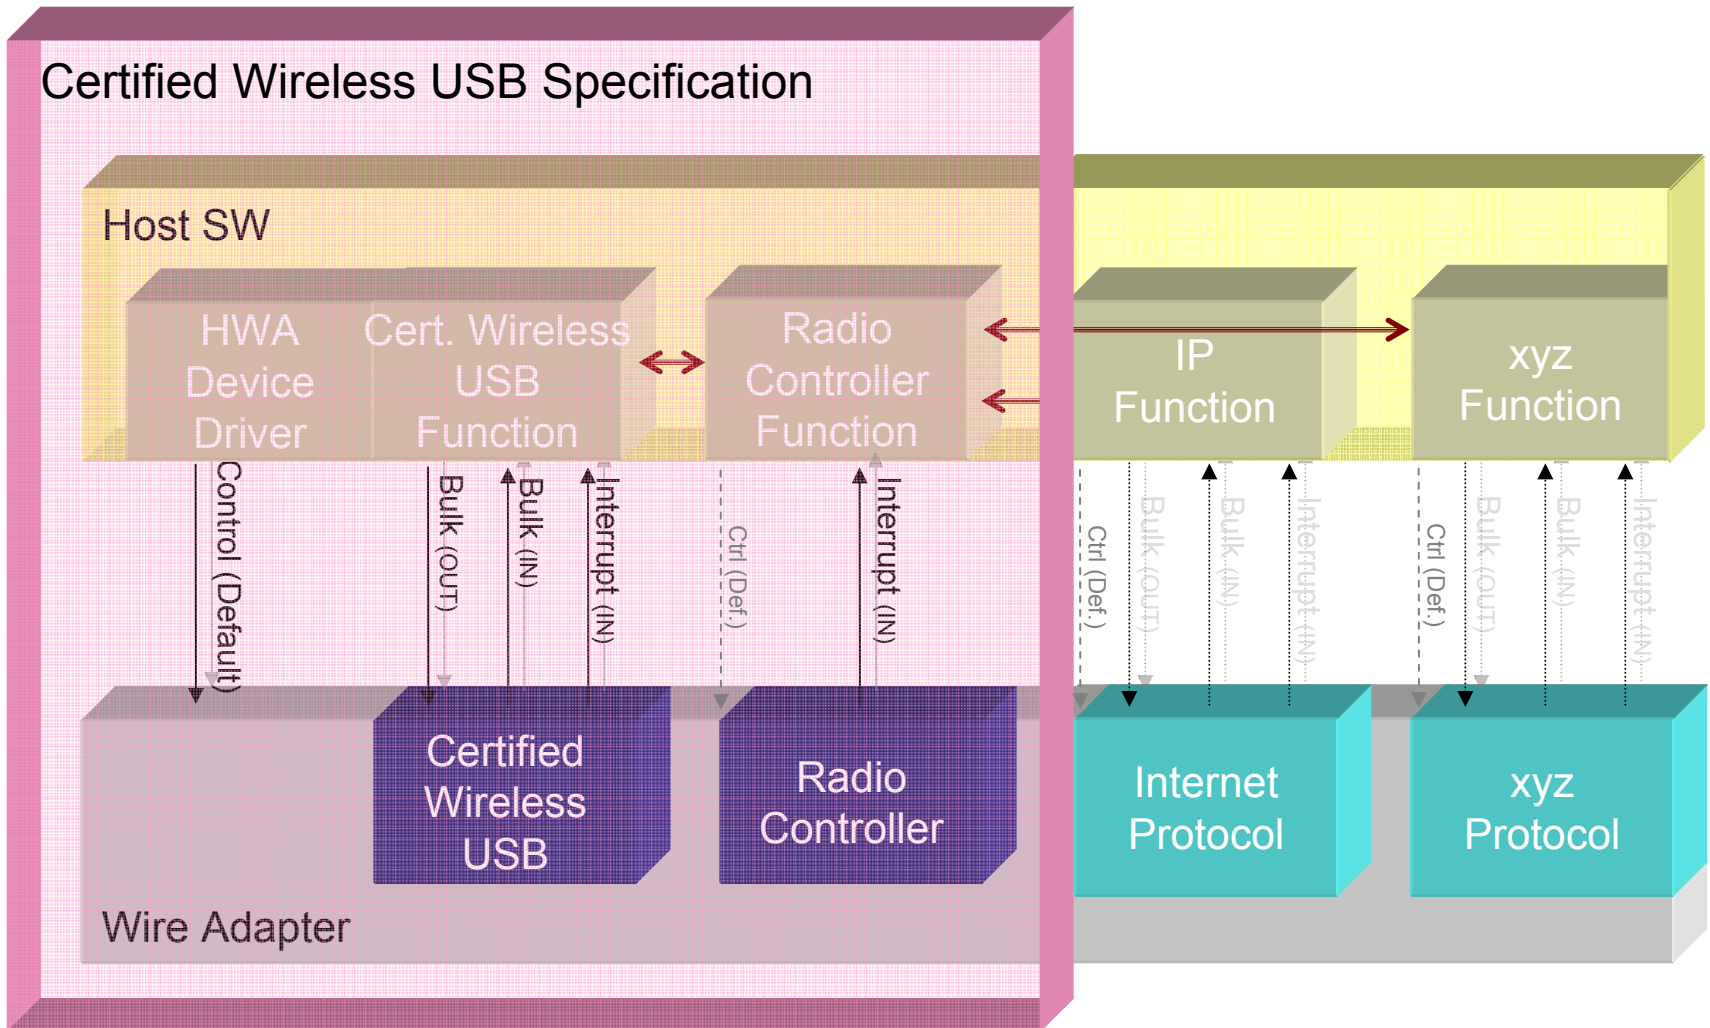 Certified Wireless USB Specification
Host SW
HWA
Device
Driver
Cert. Wireless
USB
Function
Radio
Controller
Function
IP
Function
xyz
Function
Control (Default)
Bulk (OUT)
Bulk (IN)
Interrupt (IN)
Ctrl (Def.)
Interrupt (IN)
Ctrl (Def.)
Bulk (OUT)
Bulk (IN)
Interrupt (IN)
Ctrl (Def.)
Bulk (OUT)
Bulk (IN)
Interrupt (IN)
Certified
Wireless
USB
Radio
Controller
Internet
Protocol
xyz
Protocol
Wire Adapter